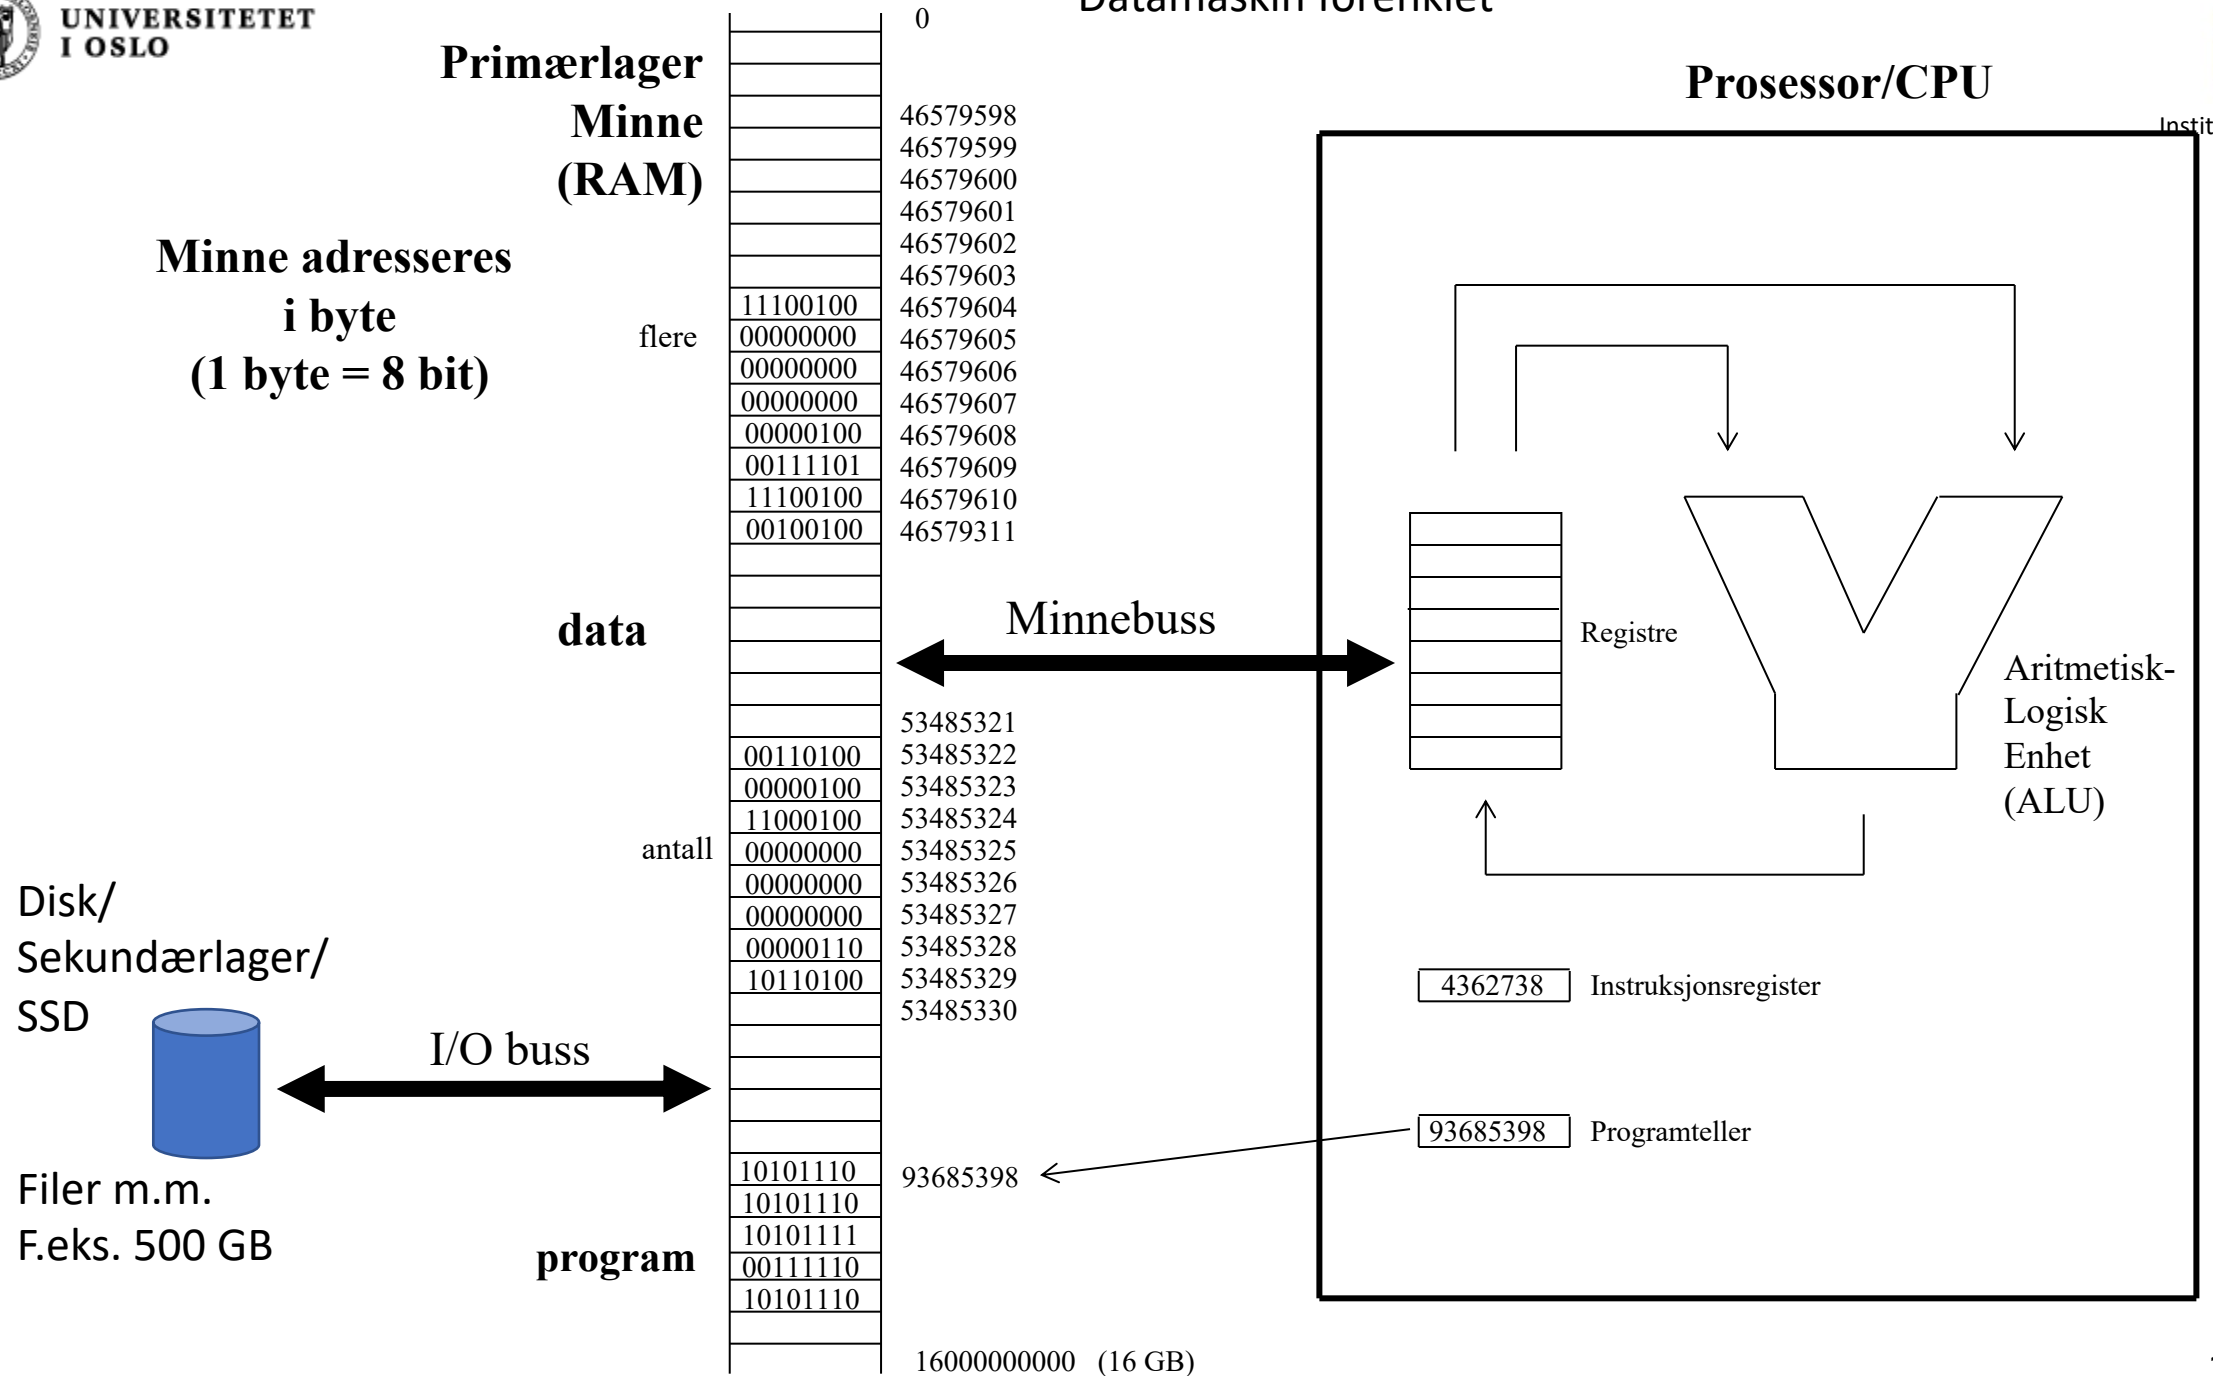 UNIVERSITETET
I OSLO
Datamaskin forenklet
Primærlager
Minne
(RAM)
Minne adresseres
i byte
(1 byte = 8 bit)
0
46579598
46579599
46579600
46579601
46579602
46579603
11100100 46579604
flere 00000000 46579605
00000000 46579606
00000000 46579607
00000100 46579608
00111101 46579609
11100100 46579610
00100100 46579311
data
53485321
00110100 53485322
00000100 53485323
11000100 53485324
antall 00000000 53485325
00000000 53485326
00000000 53485327
00000110 53485328
10110100 53485329
53485330
10101110 93685398
10101110
10101111
program 00111110
10101110
16000000000 (16 GB)
Disk/
Sekundærlager/
SSD
I/O buss
Filer m.m.
F.eks. 500 GB
Minnebuss
Prosessor/CPU
Instit
Registre
Aritmetisk-
Logisk
Enhet
(ALU)
4362738 Instruksjonsregister
93685398 Programteller